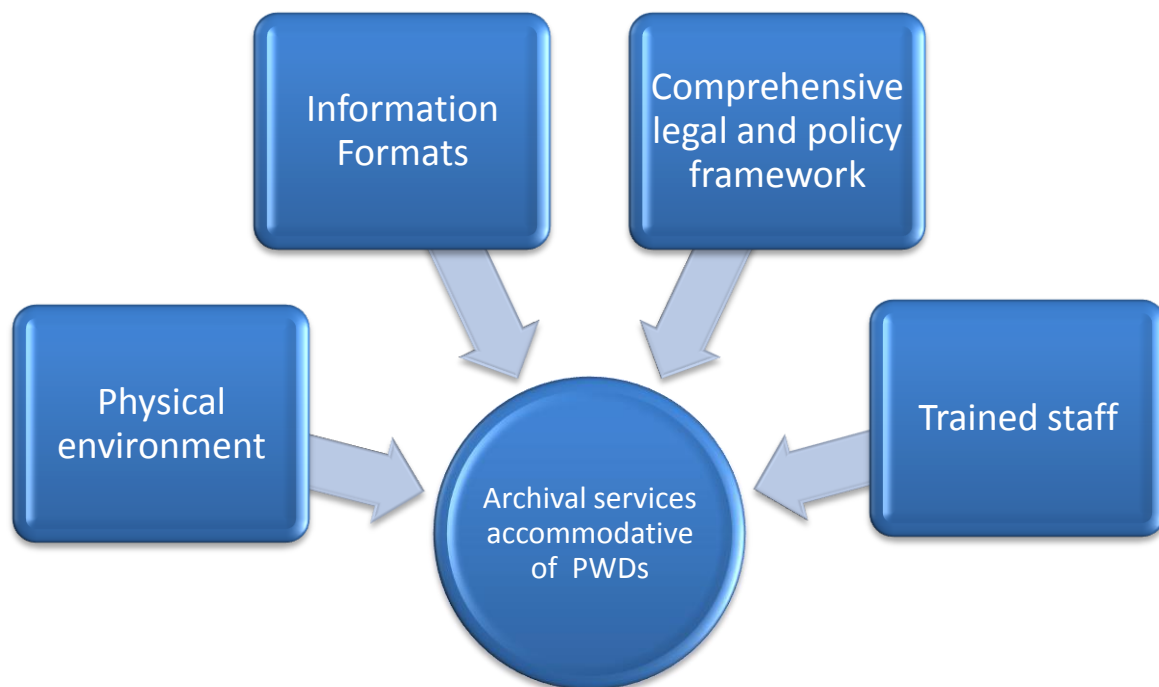 Information
Formats
Comprehensive
legal and policy
framework
Physical
environment
Trained staff
Archival services
accommodative
of  PWDs